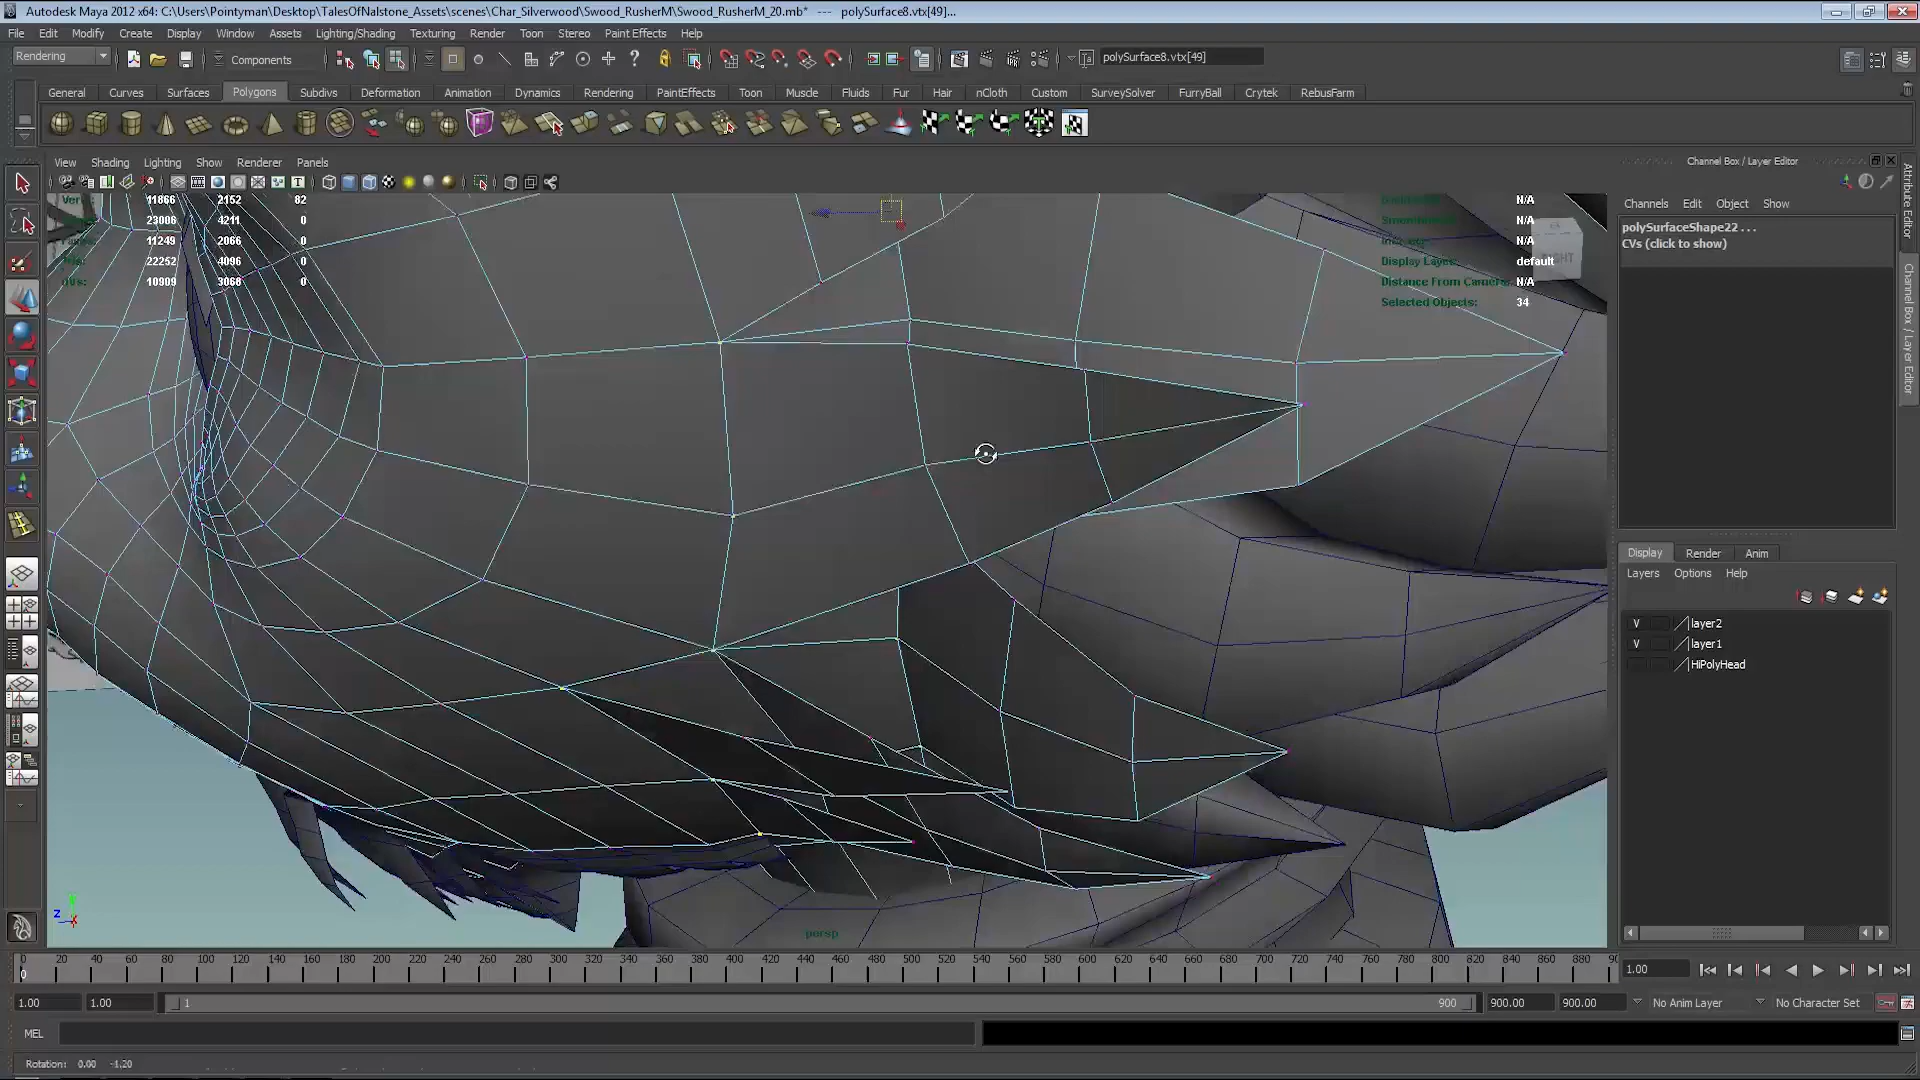 Autodesk Maya 2012 x64: C:\Users\Pointyman\Desktop\TalesOfNalstone_Assets\scenes\Char_Silverwood\Swood_RusherM\Swood_RusherM_20.mb* --- polySurface8.vtx[49]...
File Edit Modify Create Display Window Assets Lighting/Shading Texturing Render Toon Stereo Paint Effects Help
Rendering Components polySurface8.vtx[49]
General Curves Surfaces Polygons Subdivs Deformation Animation Dynamics Rendering PaintEffects Toon Muscle Fluids Fur Hair nCloth Custom SurveySolver FurryBall Crytek RebusFarm
View Shading Lighting Show Renderer Panels
Channel Box / Layer Editor
11866 2152 82
23006 4211 0
11249 2066 0
22252 4096 0
10909 3068 0
N/A
N/A
N/A
Display Layer: default
Distance From Camera: N/A
Selected Objects: 34
Channels Edit Object Show
polySurfaceShape22 . . .
CVs (click to show)
Attribute Editor
Channel Box / Layer Editor
Display Render Anim
Layers Options Help
V layer2
V layer1
HiPolyHead
z
persp
0 20 40 60 80 100 120 140 160 180 200 220 240 260 280 300 320 340 360 380 400 420 440 460 480 500 520 540 560 580 600 620 640 660 680 700 720 740 760 780 800 820 840 860 880
0
1.00
1.00 1.00 1 900 900.00 900.00 No Anim Layer No Character Set
MEL
Rotation: 0.00 -1.20